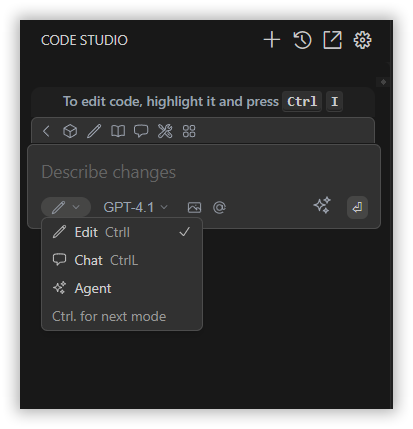 CODE STUDIO
To edit code, highlight it and press Ctrl I
Describe changes
GPT-4.1
Edit CtrlI
Chat CtrlL
Agent
Ctrl. for next mode